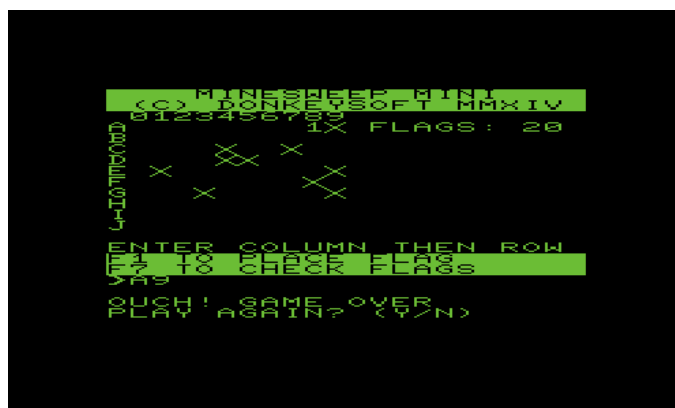 MINESWEEP MINI
(C) DONKEYSOFT MMXIV
0123456789
A 1X FLAGS: 20
B
C X X
D XX
E X X
F X
G X X
H
I
J
ENTER COLUMN THEN ROW
F1 TO PLACE FLAG
F7 TO CHECK FLAGS
>A9
OUCH! GAME OVER
PLAY AGAIN? (Y/N)